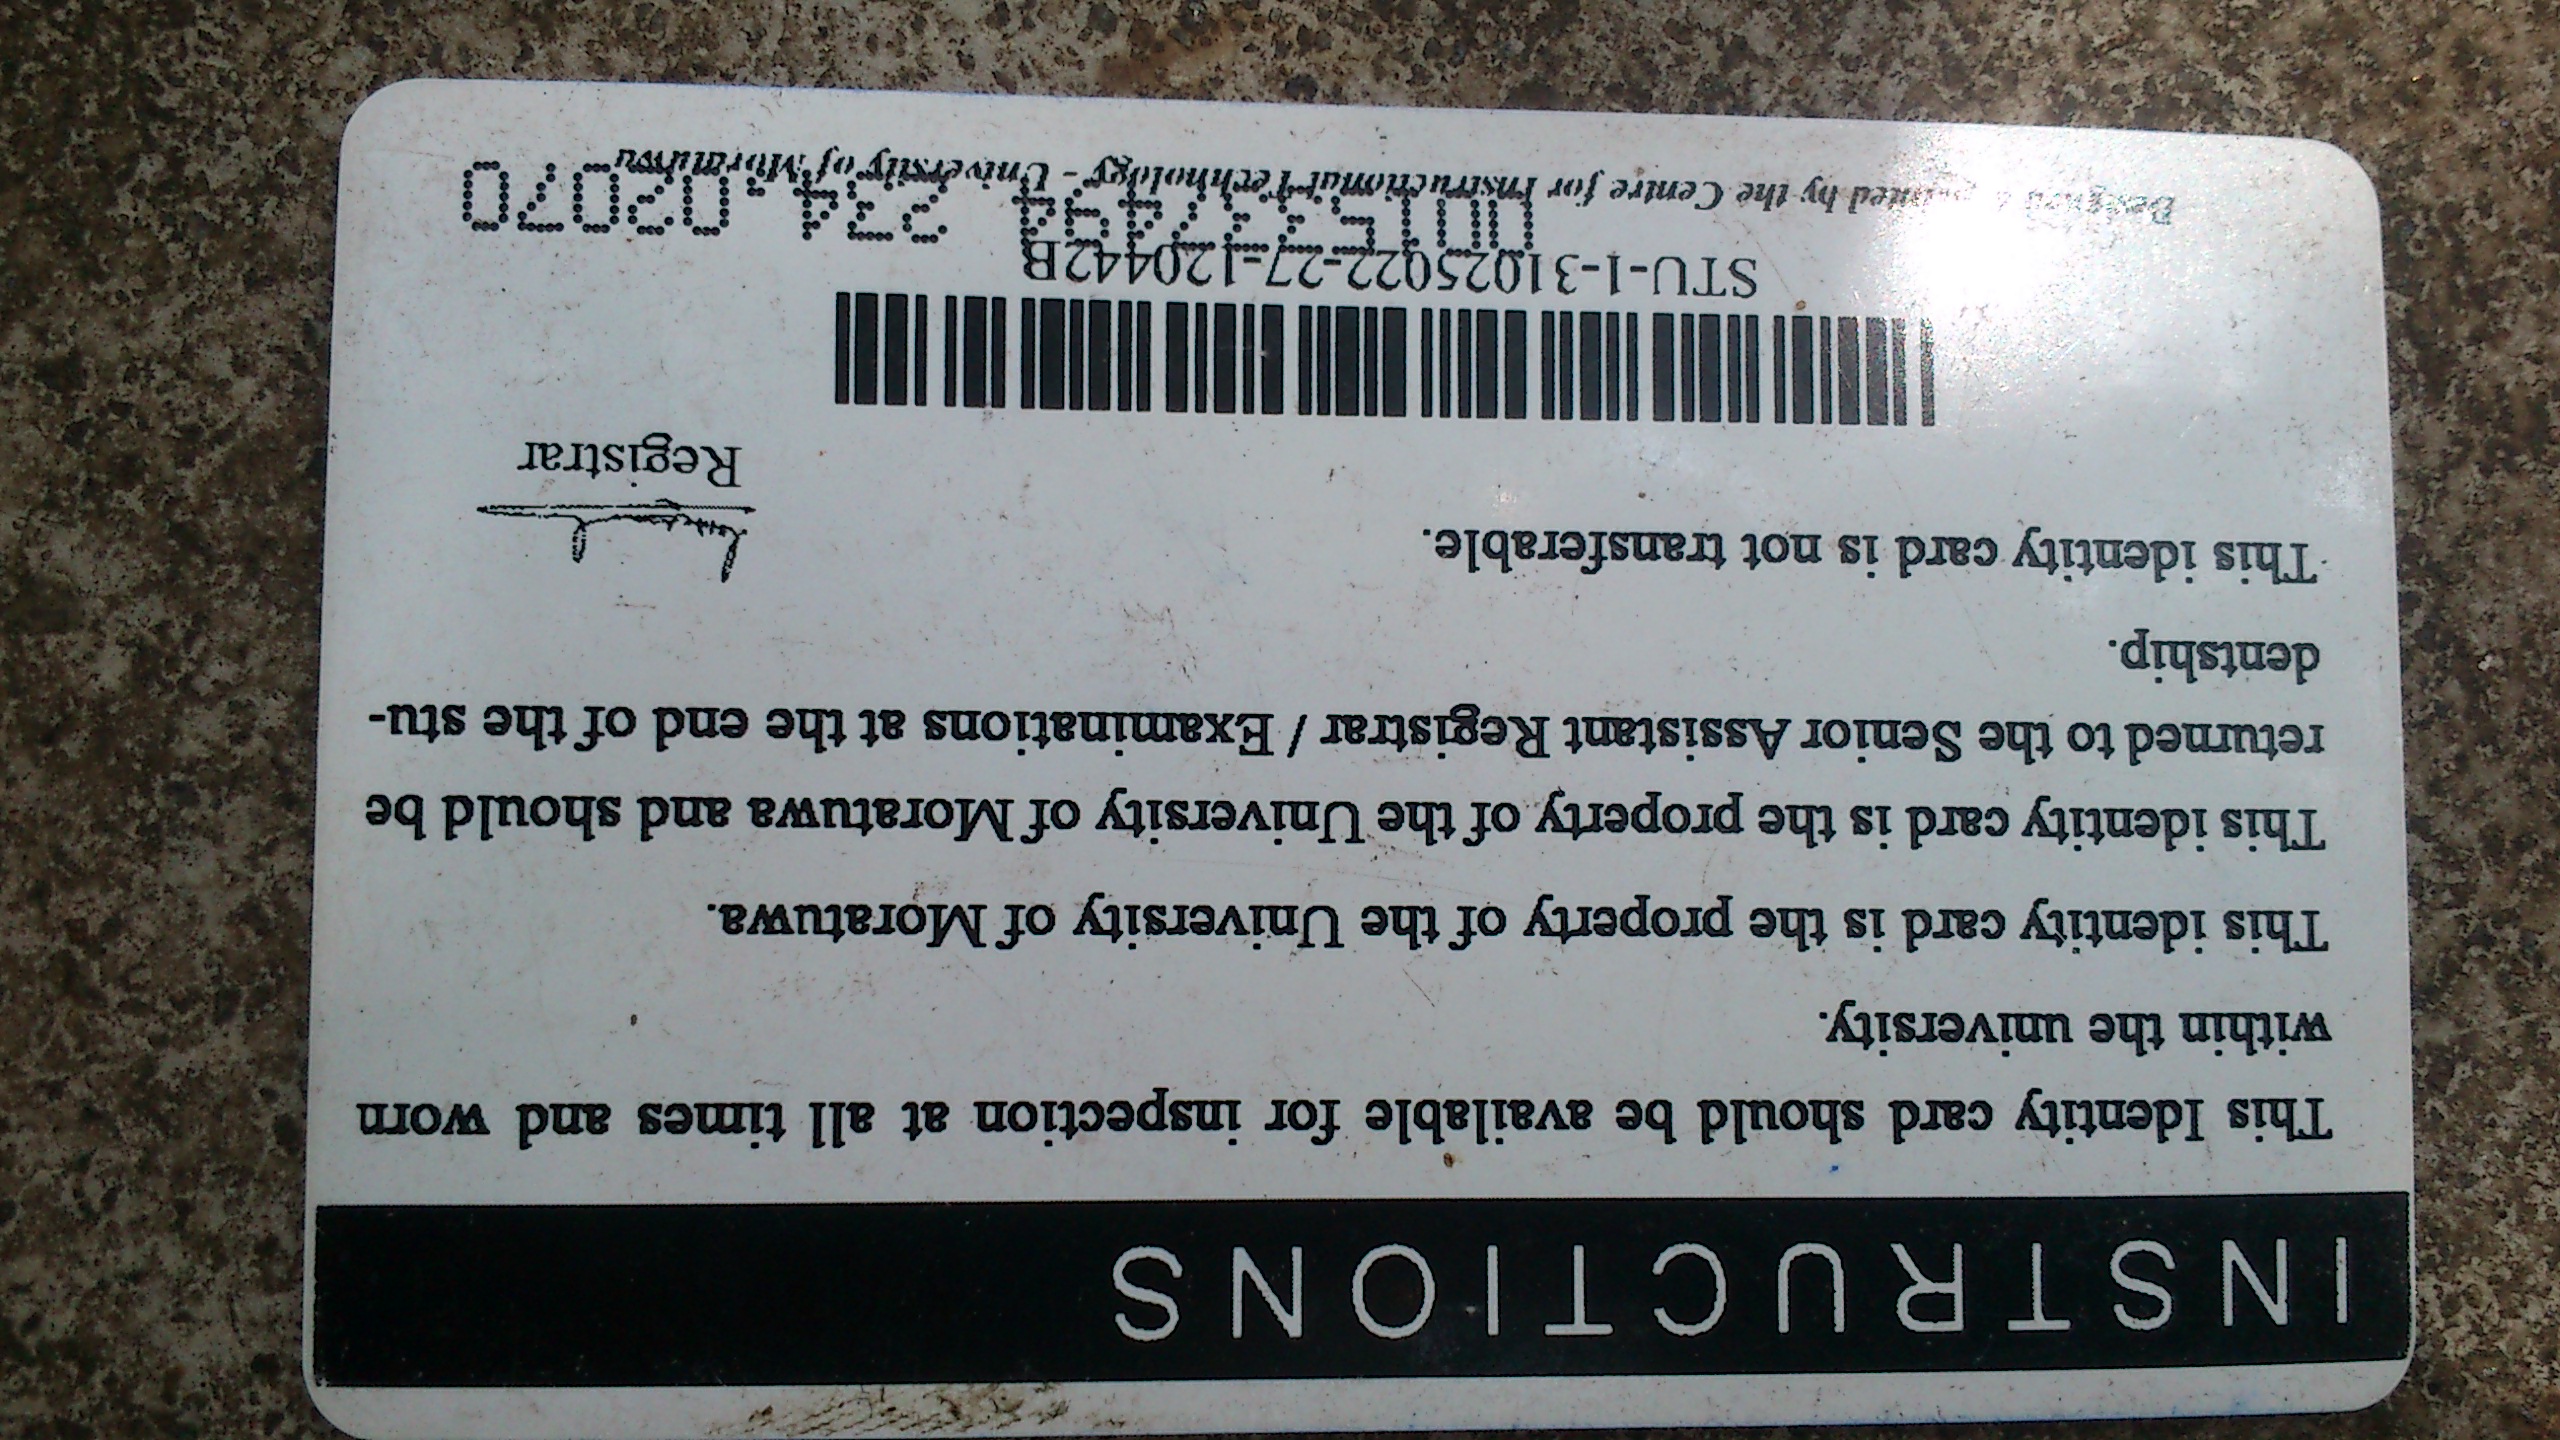 INSTRUCTIONS
This Identity card should be available for inspection at all times and worn
within the university.
This identity card is the property of the University of Moratuwa.
This identity card is the property of the University of Moratuwa and should be
returned to the Senior Assistant Registrar / Examinations at the end of the stu-
dentship.
This identity card is not transferable.
Registrar
STU-1-31025022-27-120442B
0015337494 234.02070
Designed & printed by the Centre for Instructional Technology - University of Moratuwa